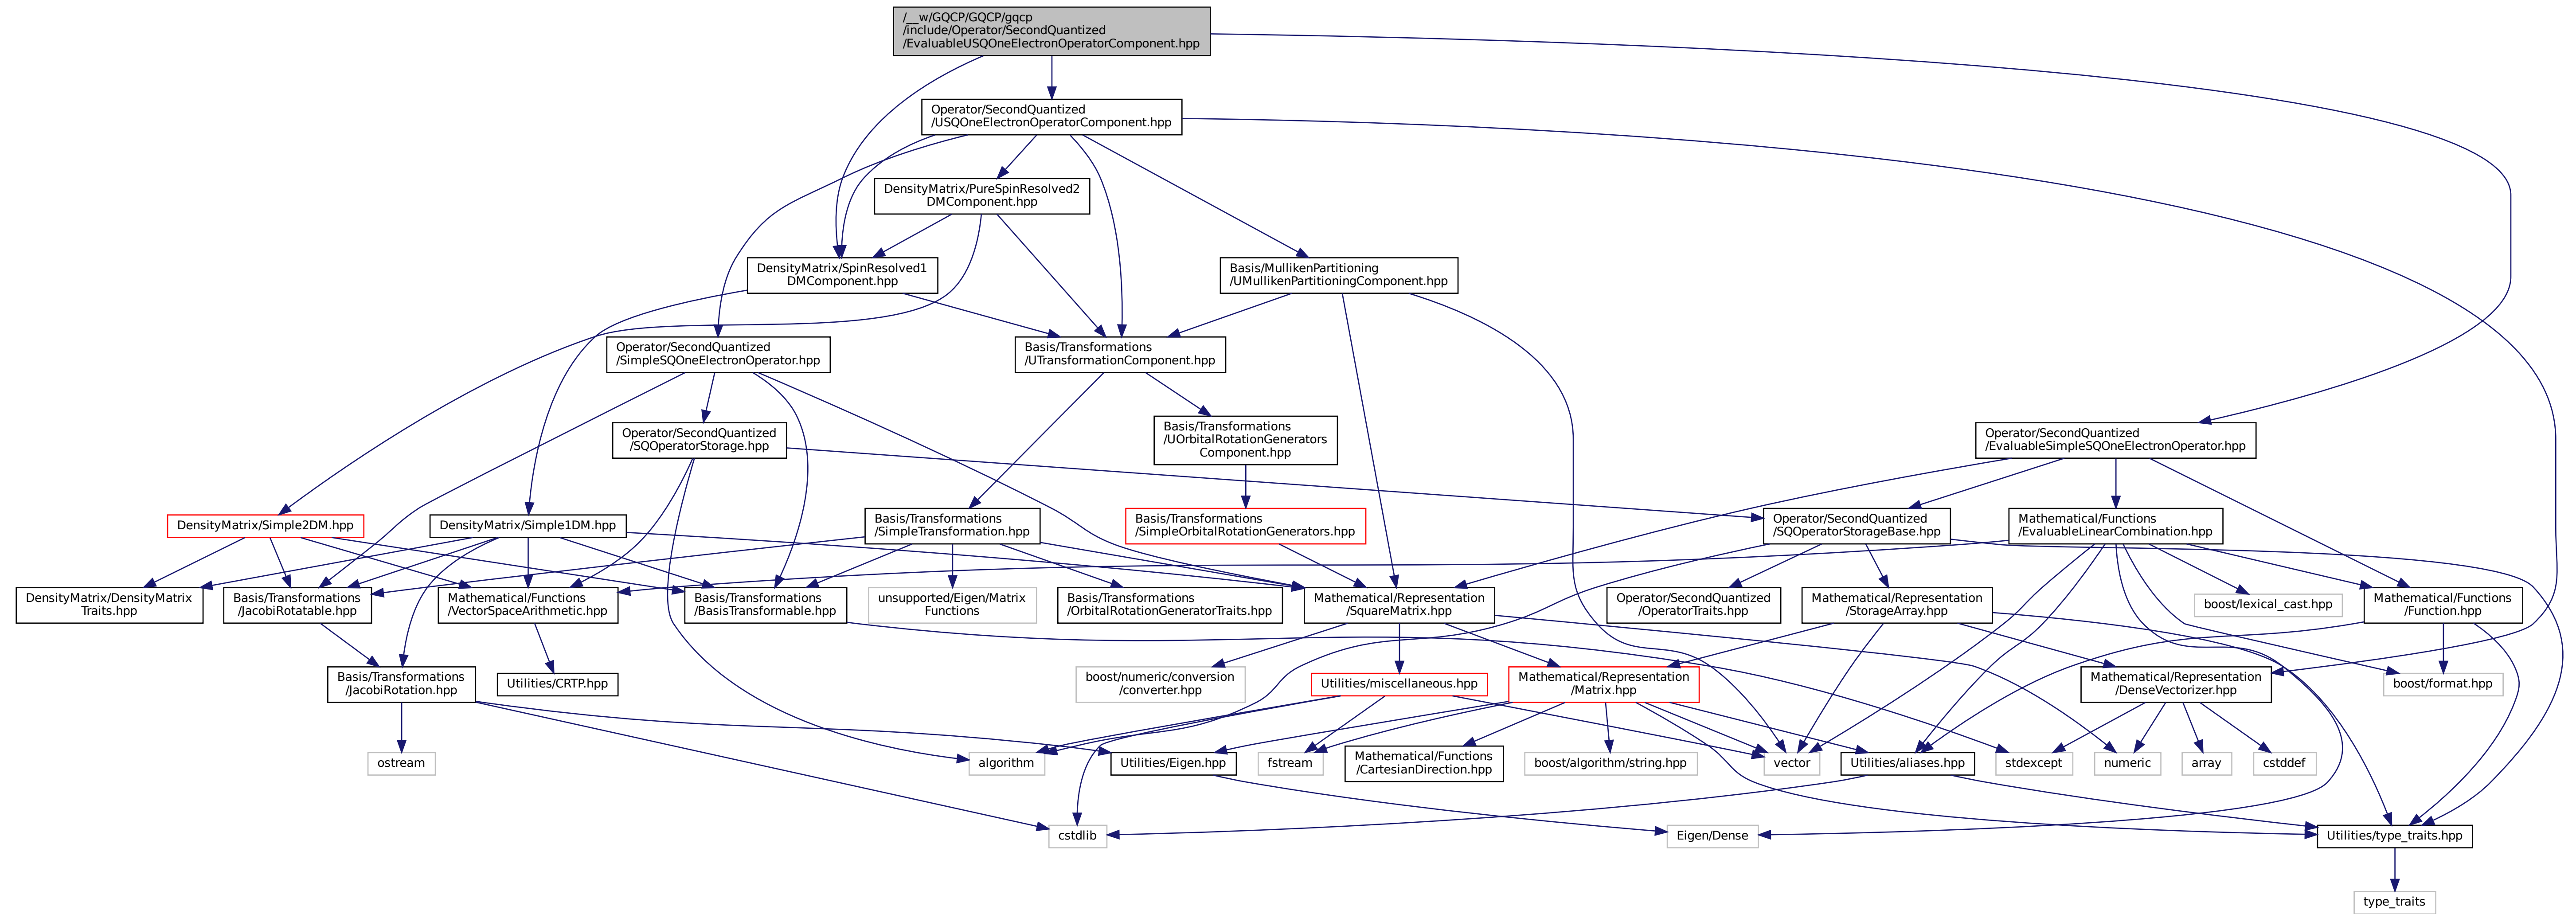 /__w/GQCP/GQCP/gqcp
/include/Operator/SecondQuantized
/EvaluableUSQOneElectronOperatorComponent.hpp
Operator/SecondQuantized
/USQOneElectronOperatorComponent.hpp
DensityMatrix/PureSpinResolved2
DMComponent.hpp
DensityMatrix/SpinResolved1
DMComponent.hpp
Basis/MullikenPartitioning
/UMullikenPartitioningComponent.hpp
Operator/SecondQuantized
/SimpleSQOneElectronOperator.hpp
Basis/Transformations
/UTransformationComponent.hpp
Operator/SecondQuantized
/SQOperatorStorage.hpp
Basis/Transformations
/UOrbitalRotationGenerators
Component.hpp
Operator/SecondQuantized
/EvaluableSimpleSQOneElectronOperator.hpp
DensityMatrix/Simple2DM.hpp
DensityMatrix/Simple1DM.hpp
Basis/Transformations
/SimpleTransformation.hpp
Basis/Transformations
/SimpleOrbitalRotationGenerators.hpp
Operator/SecondQuantized
/SQOperatorStorageBase.hpp
Mathematical/Functions
/EvaluableLinearCombination.hpp
DensityMatrix/DensityMatrix
Traits.hpp
Basis/Transformations
/JacobiRotatable.hpp
Mathematical/Functions
/VectorSpaceArithmetic.hpp
Basis/Transformations
/BasisTransformable.hpp
unsupported/Eigen/Matrix
Functions
Basis/Transformations
/OrbitalRotationGeneratorTraits.hpp
Mathematical/Representation
/SquareMatrix.hpp
Operator/SecondQuantized
/OperatorTraits.hpp
Mathematical/Representation
/StorageArray.hpp
boost/lexical_cast.hpp
Mathematical/Functions
/Function.hpp
Basis/Transformations
/JacobiRotation.hpp
Utilities/CRTP.hpp
boost/numeric/conversion
/converter.hpp
Utilities/miscellaneous.hpp
Mathematical/Representation
/Matrix.hpp
Mathematical/Representation
/DenseVectorizer.hpp
boost/format.hpp
ostream
algorithm
Utilities/Eigen.hpp
fstream
Mathematical/Functions
/CartesianDirection.hpp
boost/algorithm/string.hpp
vector
Utilities/aliases.hpp
stdexcept
numeric
array
cstddef
cstdlib
Eigen/Dense
Utilities/type_traits.hpp
type_traits